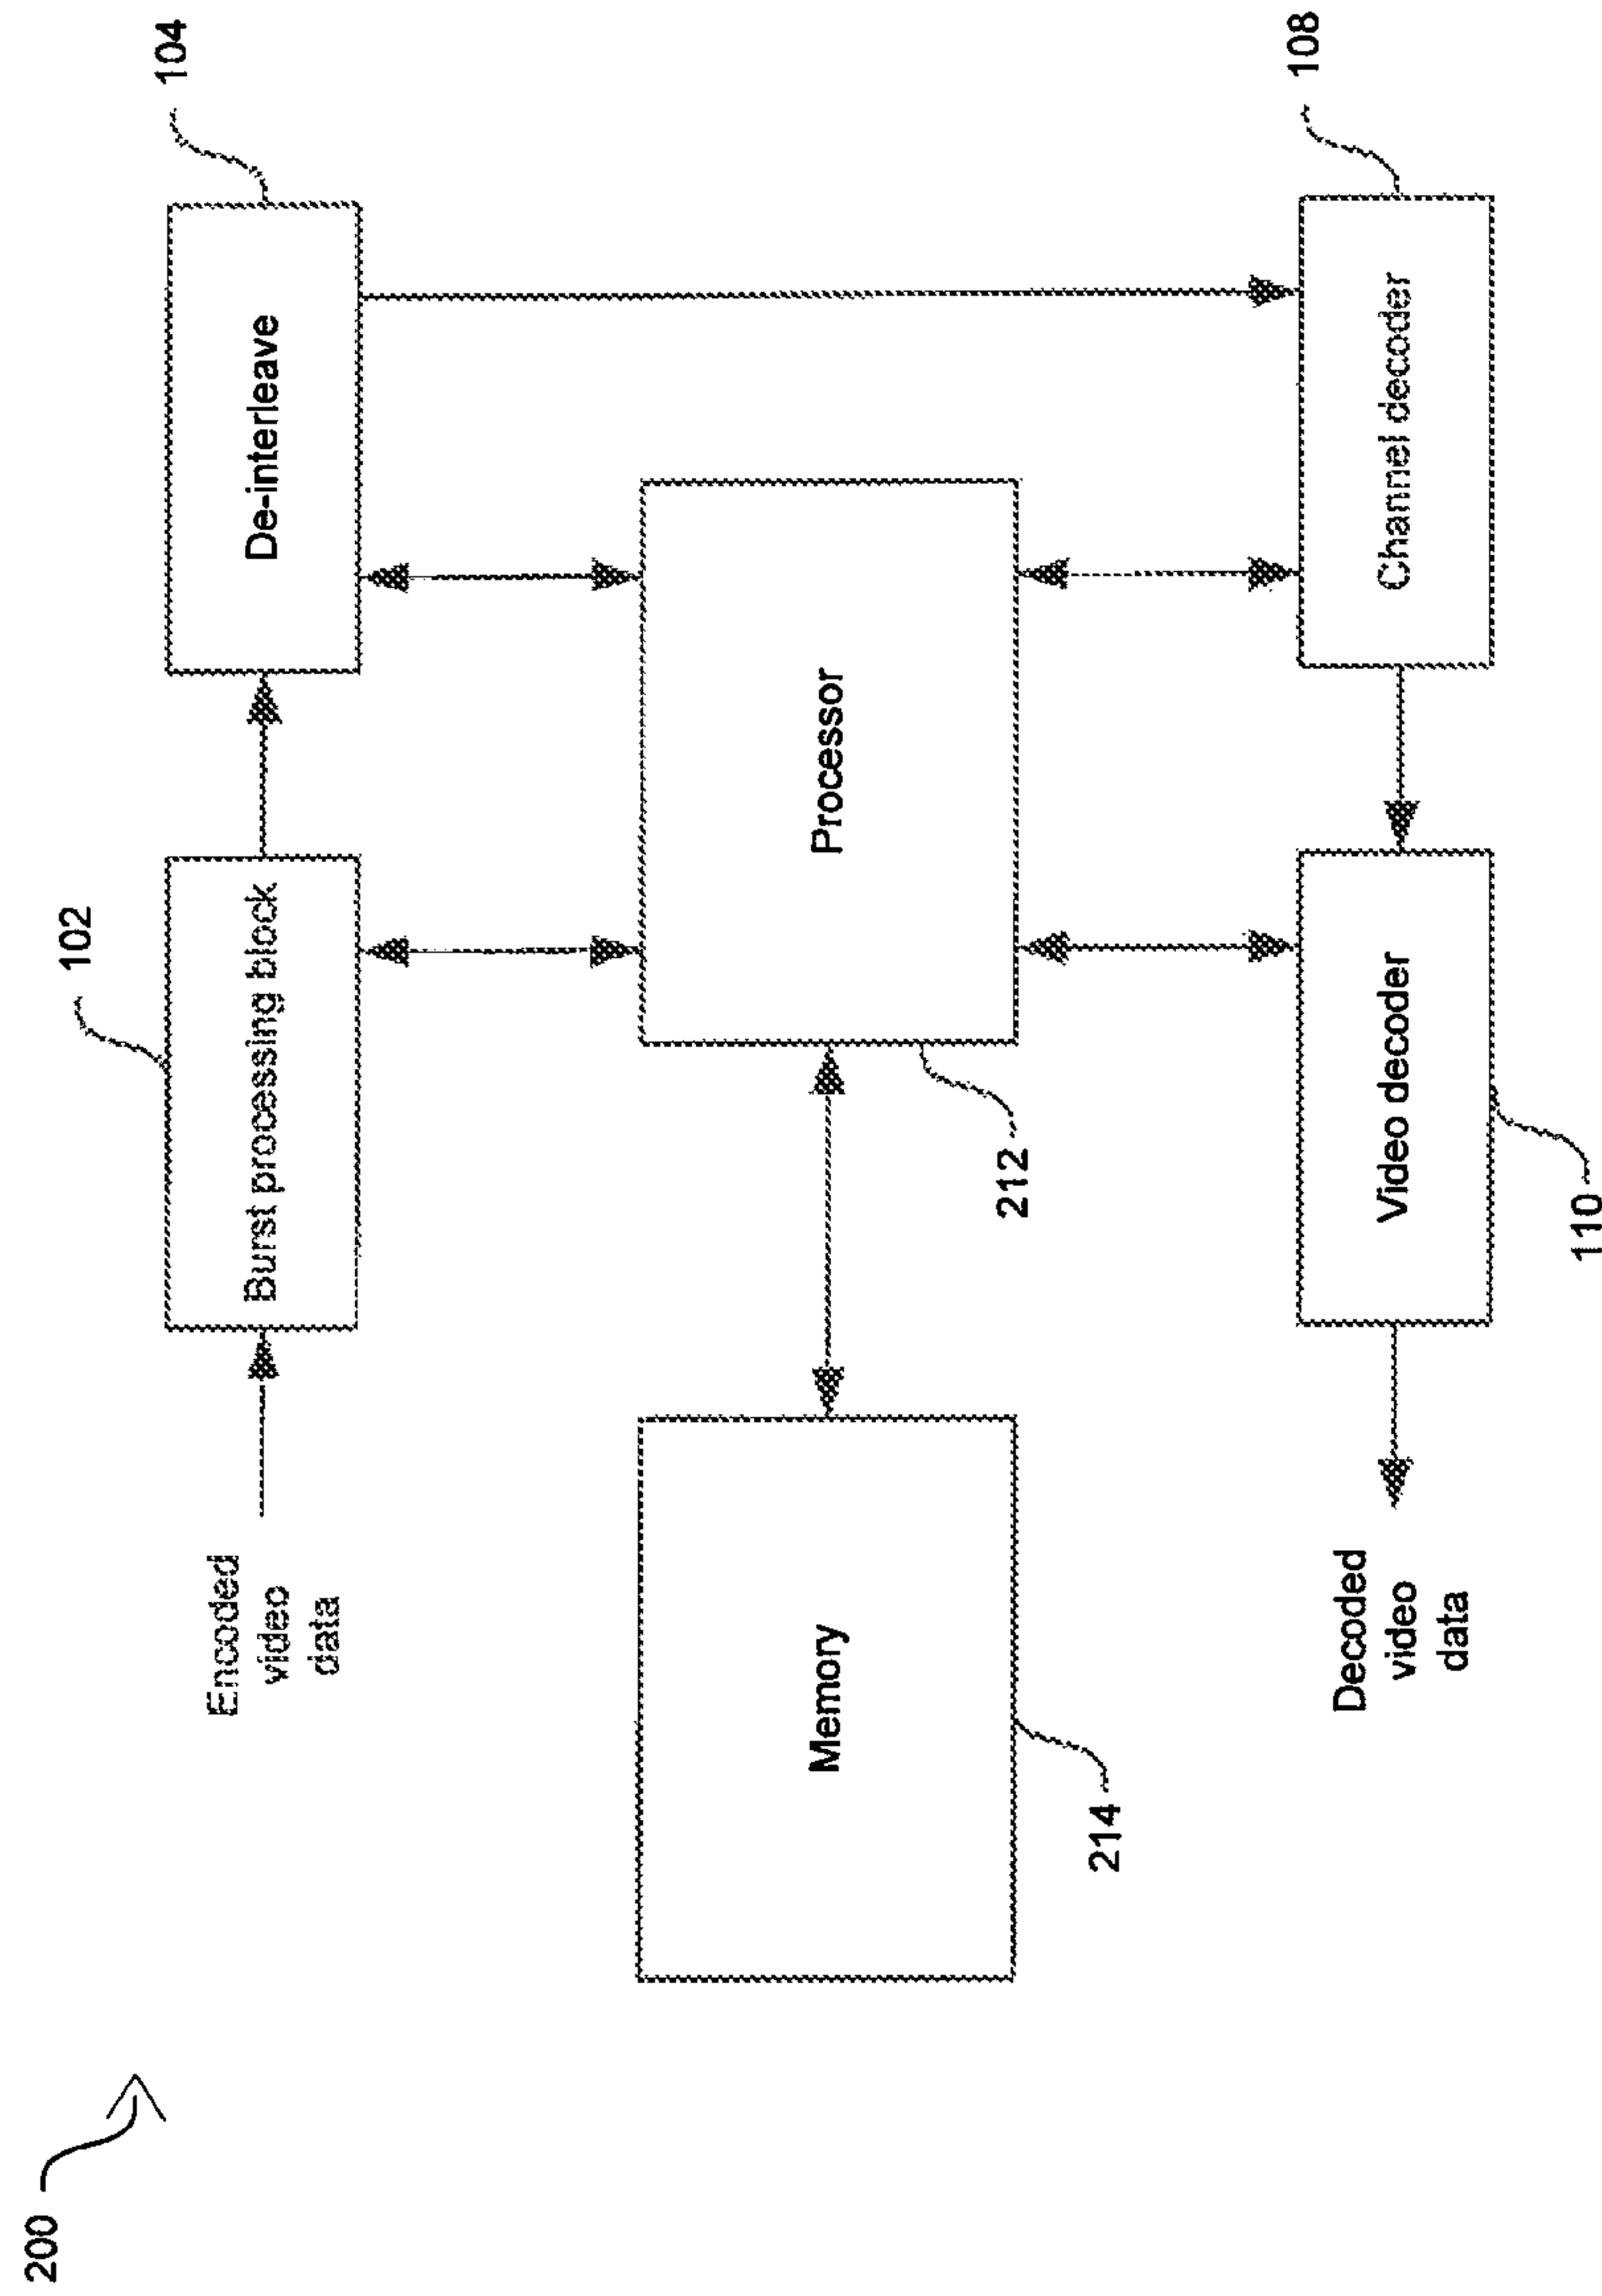 200
Encoded
video
data
102
Burst processing block
104
De-interleave
Memory
214
Processor
212
Decoded
video
data
Video decoder
110
Channel decoder
108